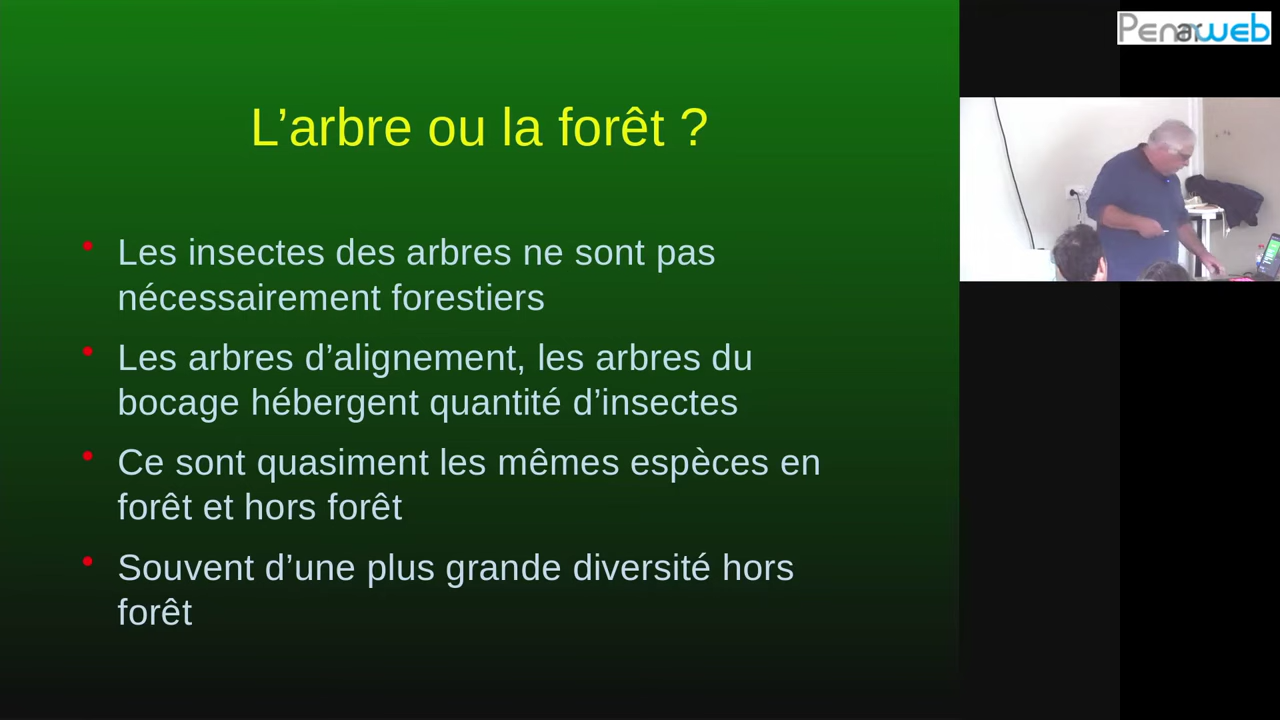 L’arbre ou la forêt ?
Les insectes des arbres ne sont pas
nécessairement forestiers
Les arbres d’alignement, les arbres du
bocage hébergent quantité d’insectes
Ce sont quasiment les mêmes espèces en
forêt et hors forêt
Souvent d’une plus grande diversité hors
forêt
Penarweb